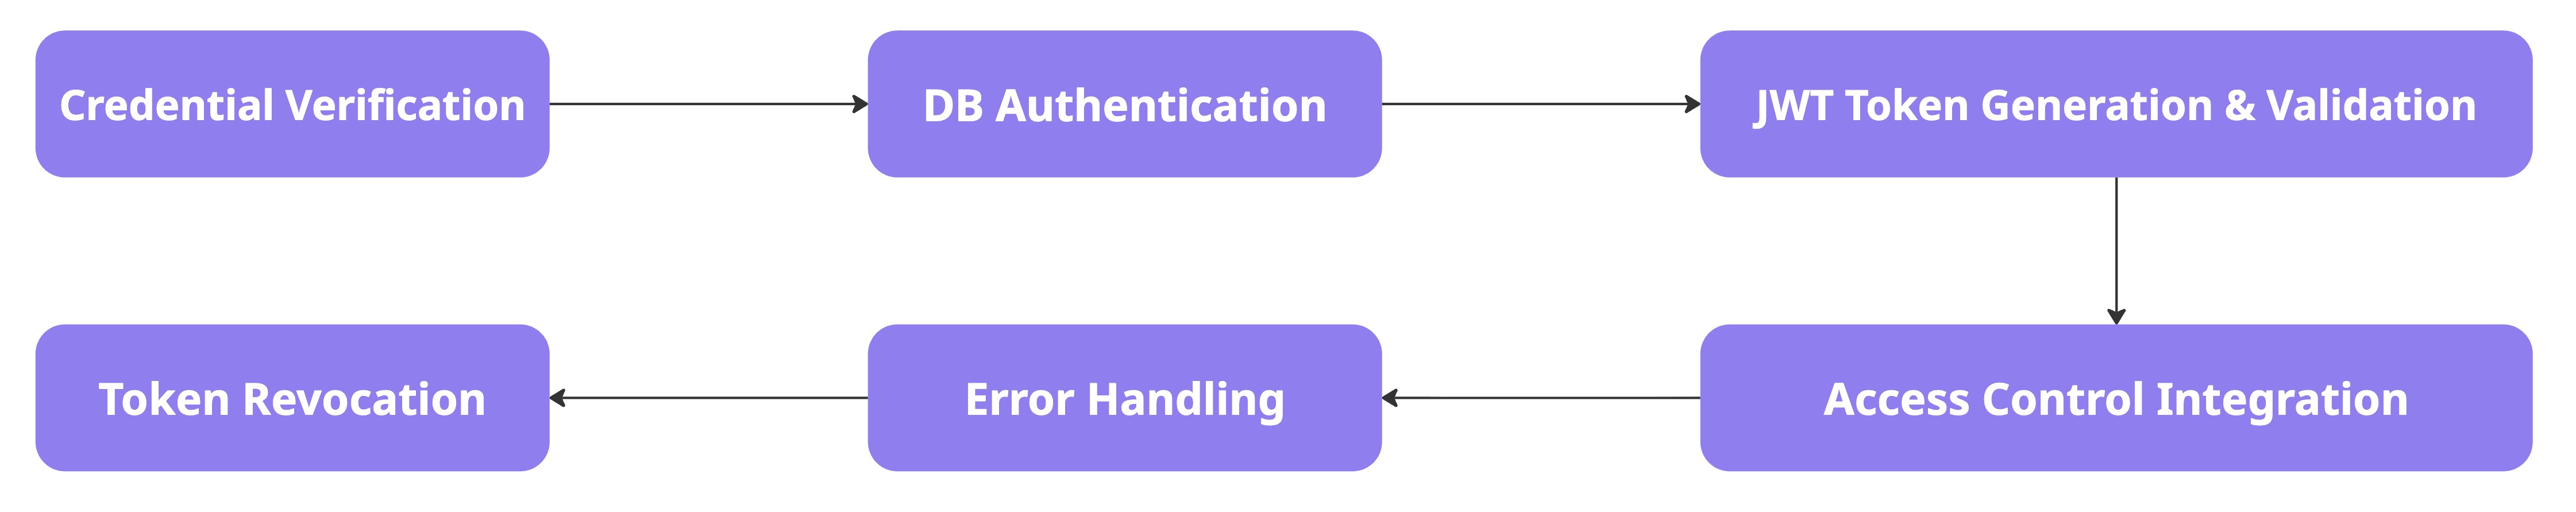 Credential Verification
DB Authentication
JWT Token Generation & Validation
Token Revocation
Error Handling
Access Control Integration